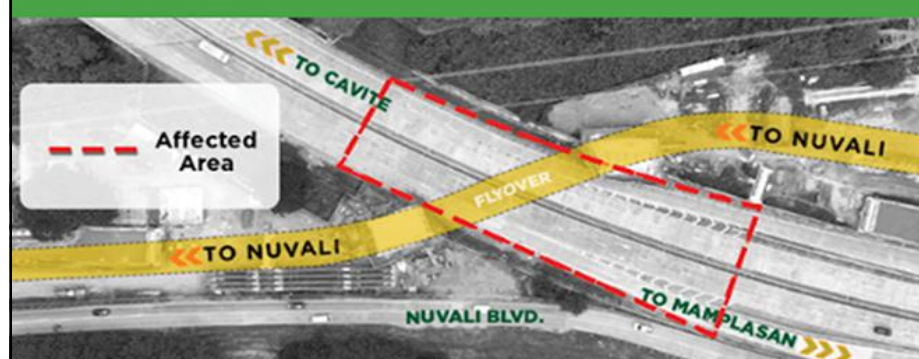 TO CAVITE
Affected
Area
TO NUVALI
FLYOVER
TO NUVALI
TO MAMPLASAN
NUVALI BLVD.